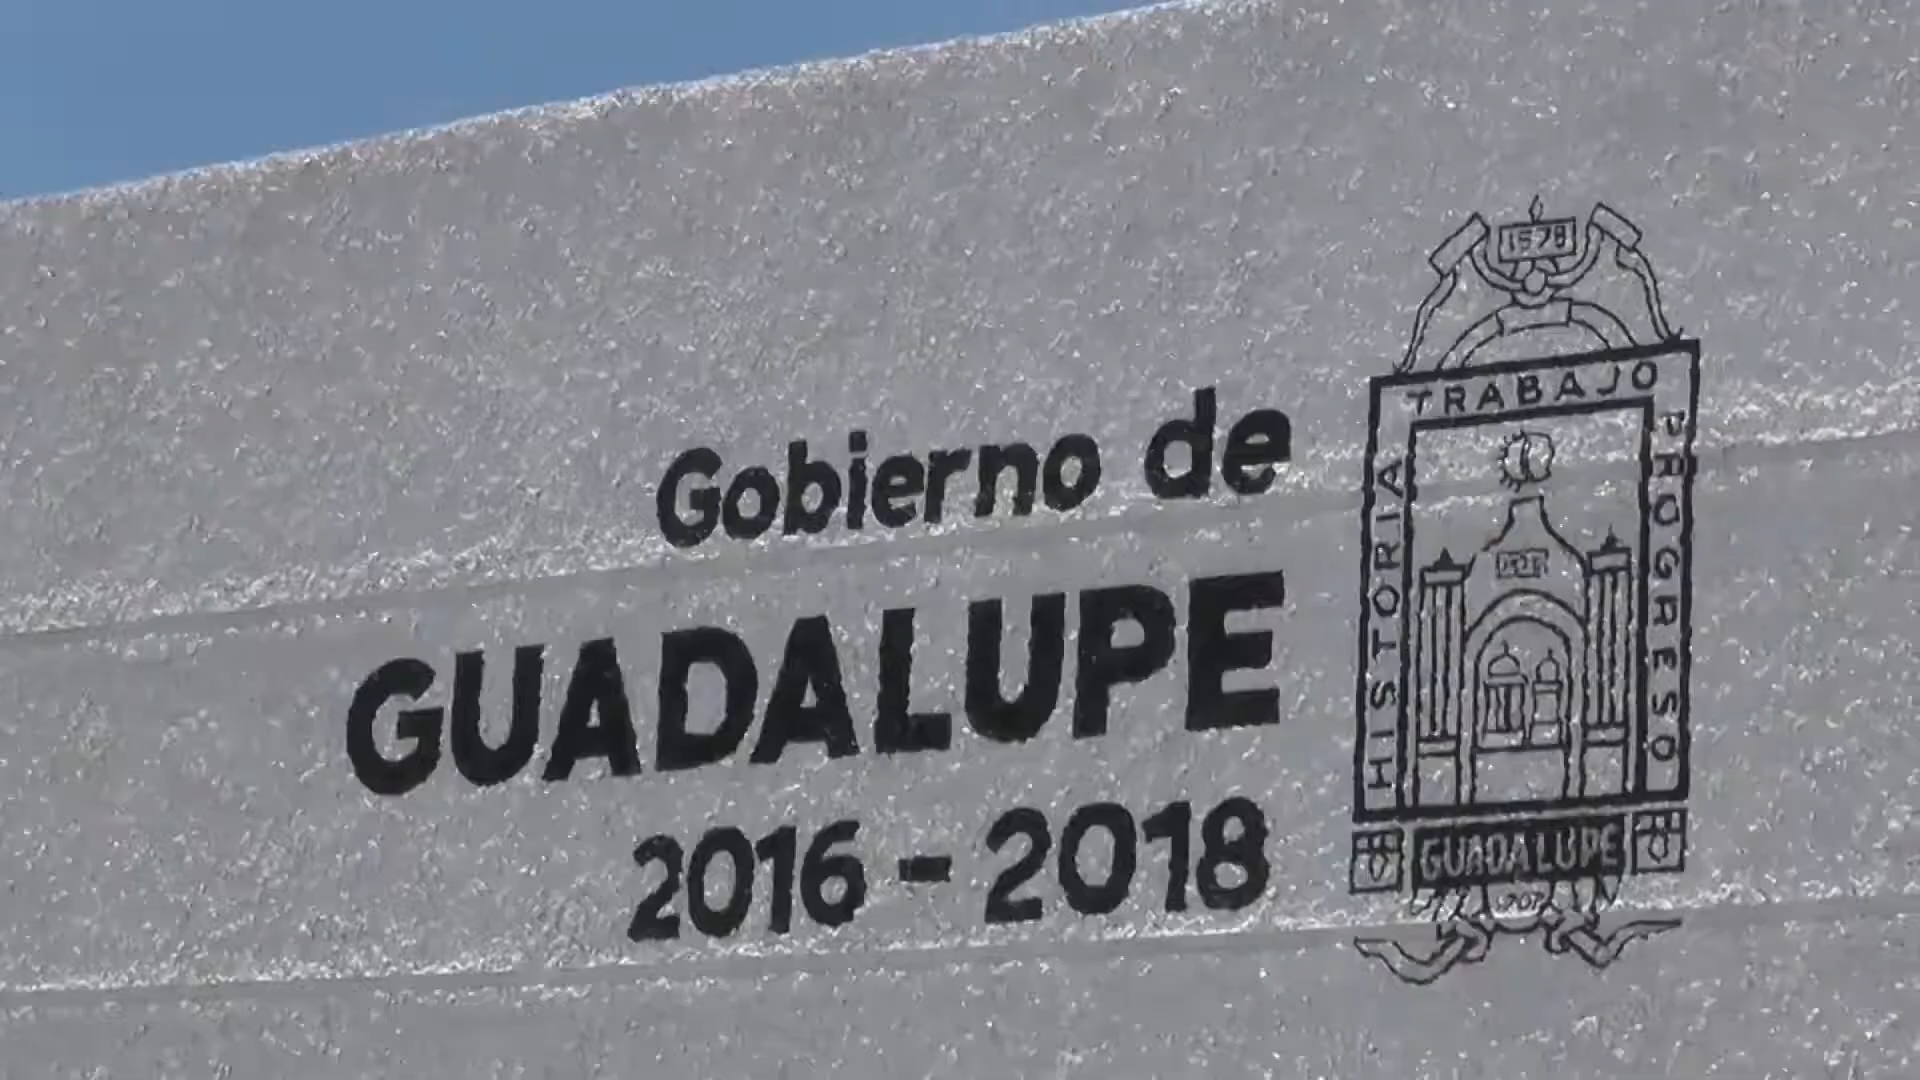 Gobierno de
GUADALUPE
2016 - 2018
1578
TRABAJO
HISTORIA
PROGRESO
GUADALUPE